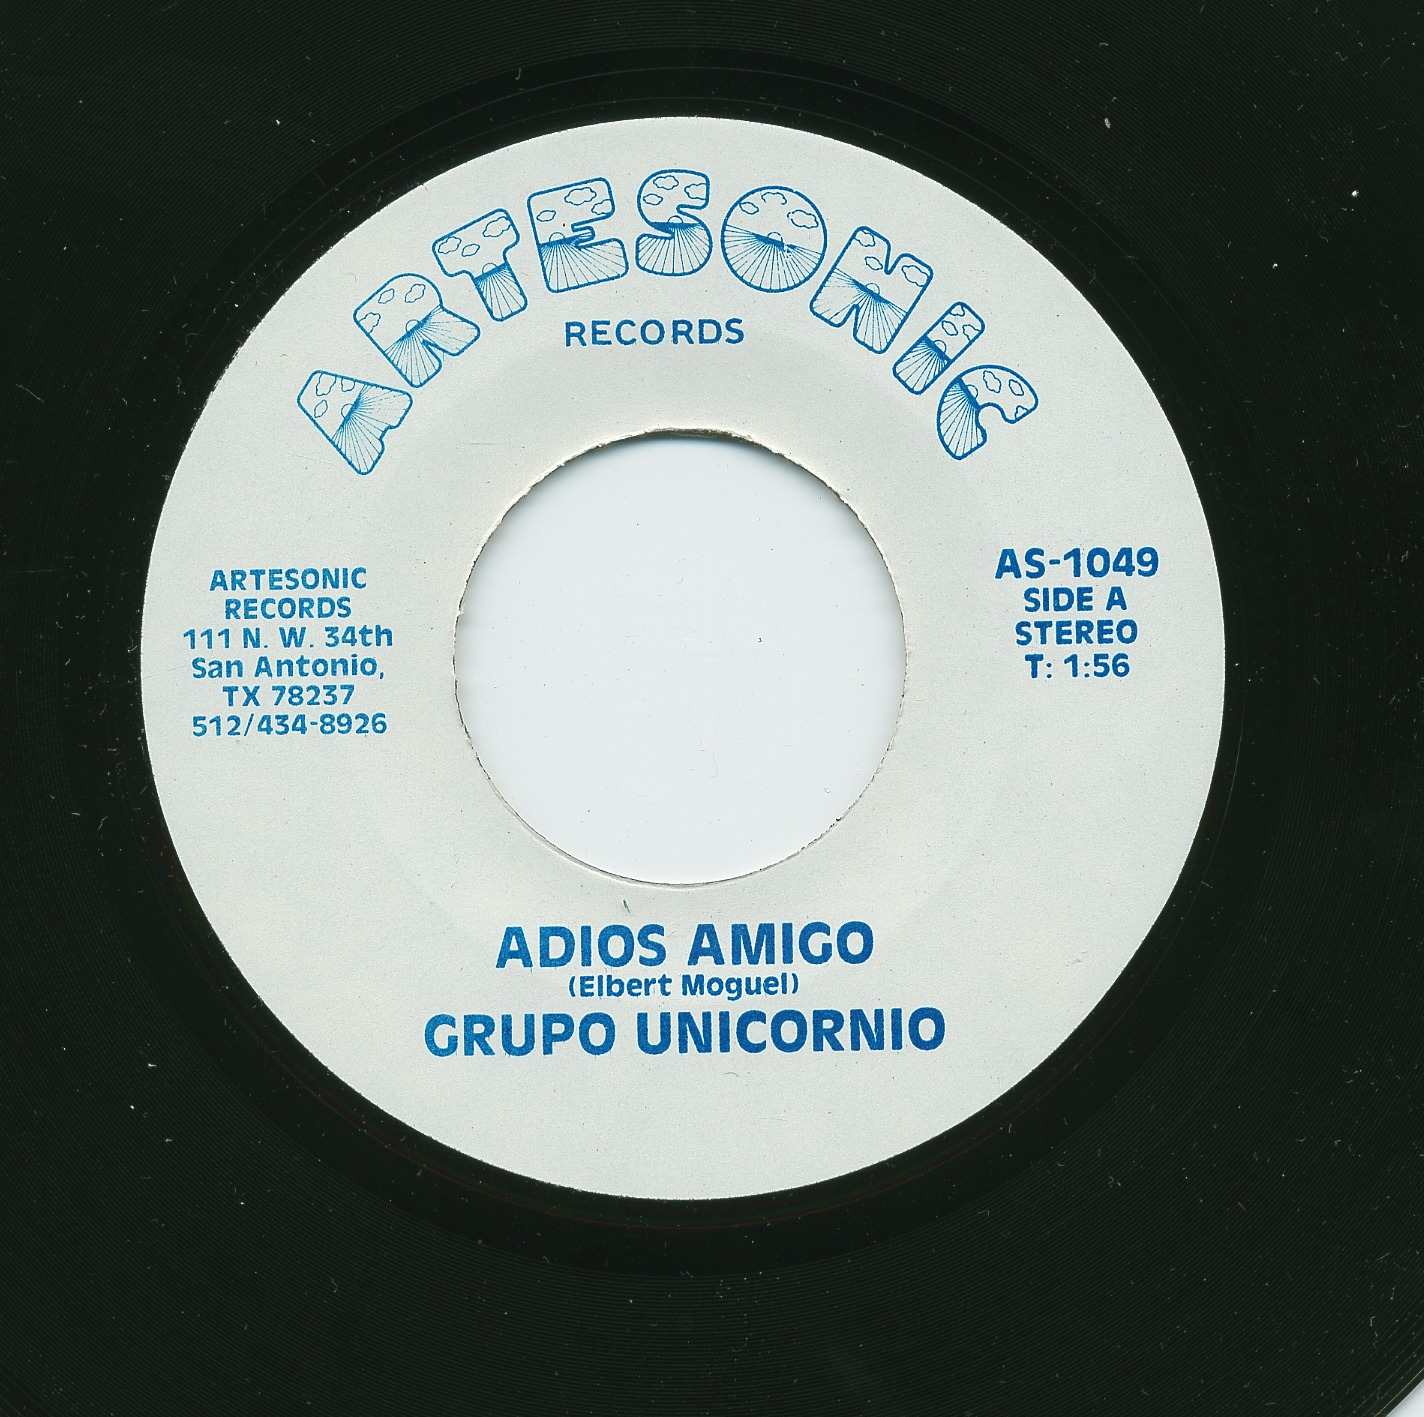 ARTESONIC
RECORDS
ARTESONIC
RECORDS
111 N. W. 34th
San Antonio,
TX 78237
512/434-8926
AS-1049
SIDE A
STEREO
T: 1:56
ADIOS AMIGO
(Elbert Moguel)
GRUPO UNICORNIO